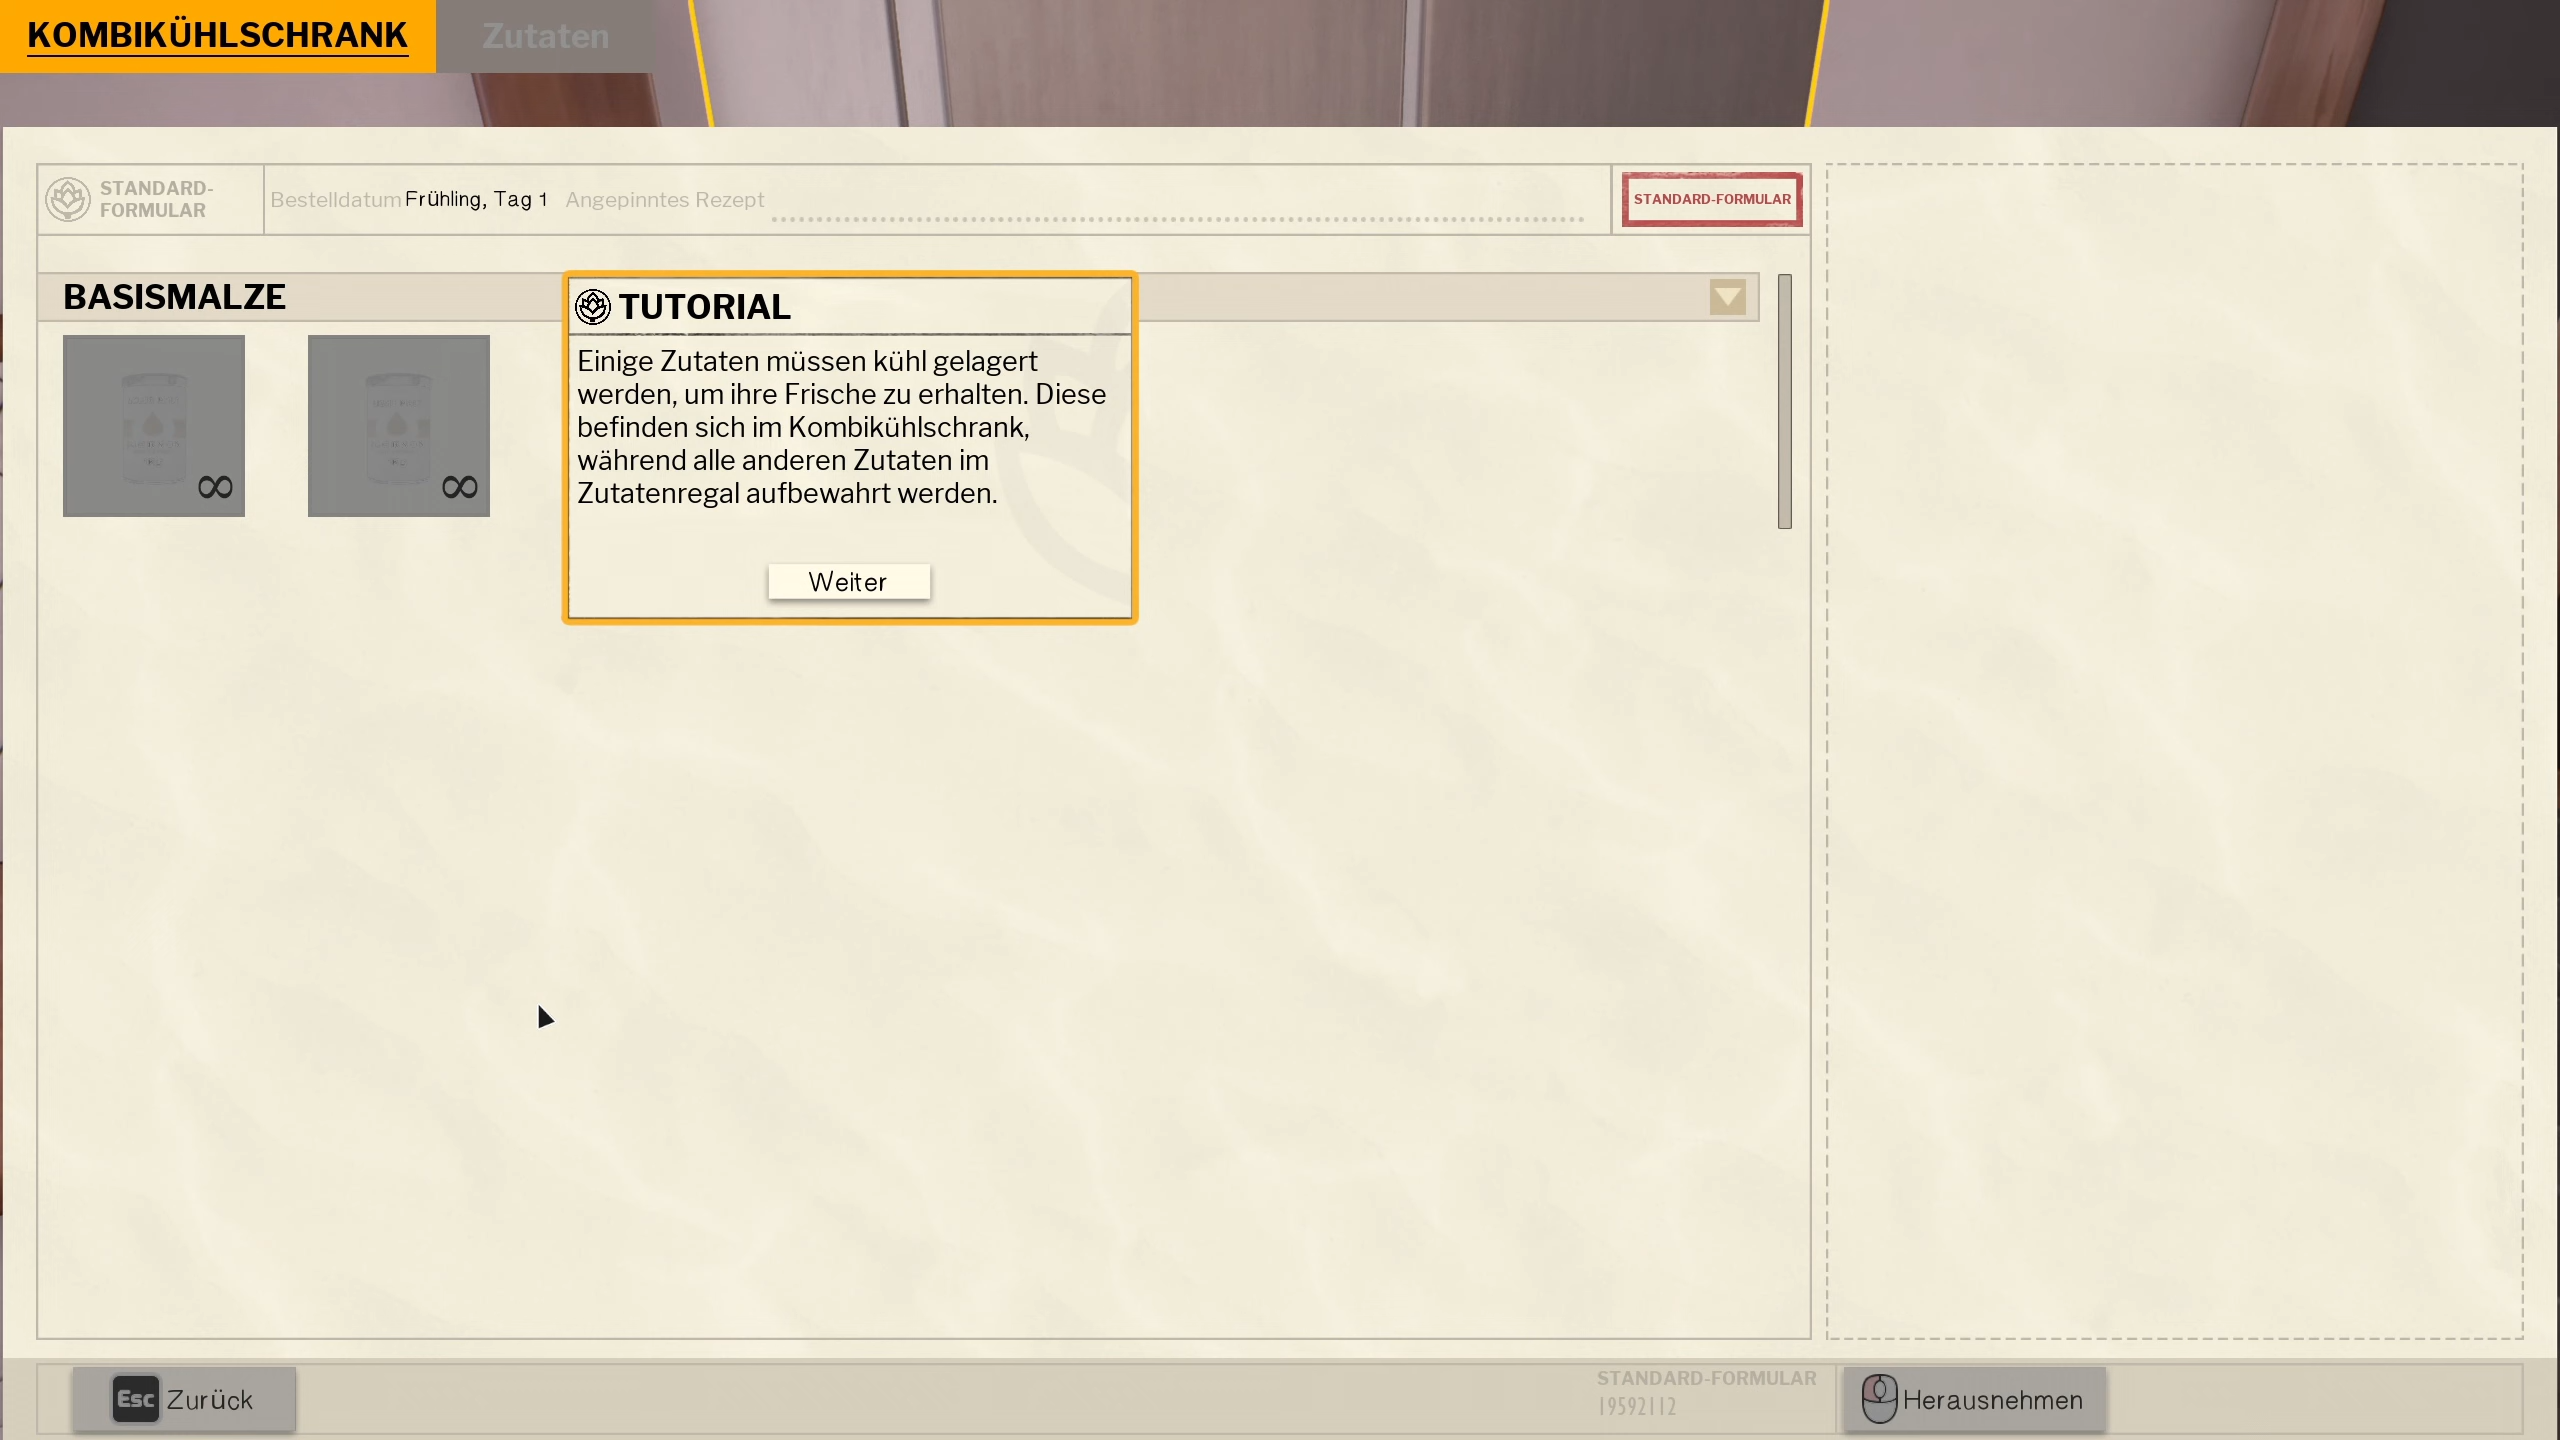 KOMBIKÜHLSCHRANK
Zutaten
STANDARD-
FORMULAR
Bestelldatum Frühling, Tag 1 Angepinntes Rezept
STANDARD-FORMULAR
BASISMALZE
∞
∞
TUTORIAL
Einige Zutaten müssen kühl gelagert
werden, um ihre Frische zu erhalten. Diese
befinden sich im Kombikühlschrank,
während alle anderen Zutaten im
Zutatenregal aufbewahrt werden.
Weiter
Esc Zurück
STANDARD-FORMULAR
19592112
Herausnehmen